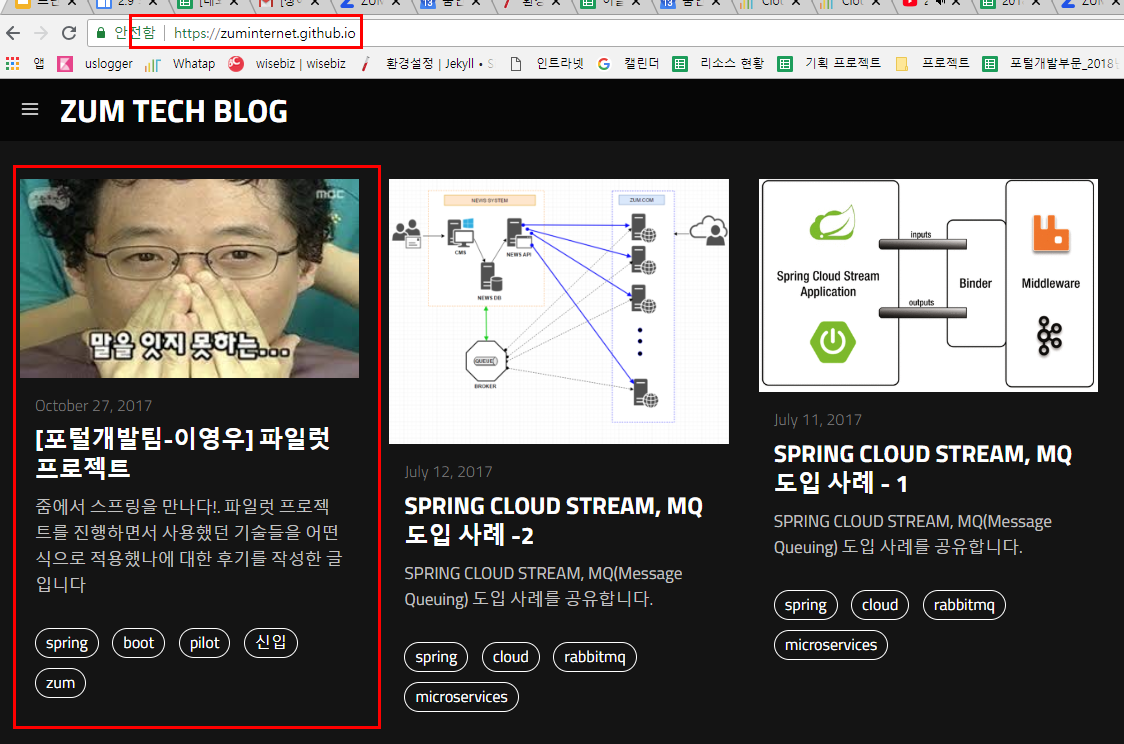 안전함 | https://zuminternet.github.io
앱 uslogger Whatap wisebiz | wisebiz 환경설정 | Jekyll • S 인트라넷 캘린더 리소스 현황 기획 프로젝트 프로젝트 포털개발부문_2018
ZUM TECH BLOG
mbc
말을 잇지 못하는...
October 27, 2017
[포털개발팀-이영우] 파일럿
프로젝트
줌에서 스프링을 만나다!. 파일럿 프로젝
트를 진행하면서 사용했던 기술들을 어떤
식으로 적용했나에 대한 후기를 작성한 글
입니다
spring boot pilot 신입
zum
NEWS SYSTEM
ZUM.COM
CMS
NEWS API
NEWS DB
QUEUE
BROKER
July 12, 2017
SPRING CLOUD STREAM, MQ
도입 사례 -2
SPRING CLOUD STREAM, MQ(Message
Queuing) 도입 사례를 공유합니다.
spring cloud rabbitmq
microservices
inputs
Spring Cloud Stream
Application
Binder
Middleware
outputs
July 11, 2017
SPRING CLOUD STREAM, MQ
도입 사례 - 1
SPRING CLOUD STREAM, MQ(Message
Queuing) 도입 사례를 공유합니다.
spring cloud rabbitmq
microservices